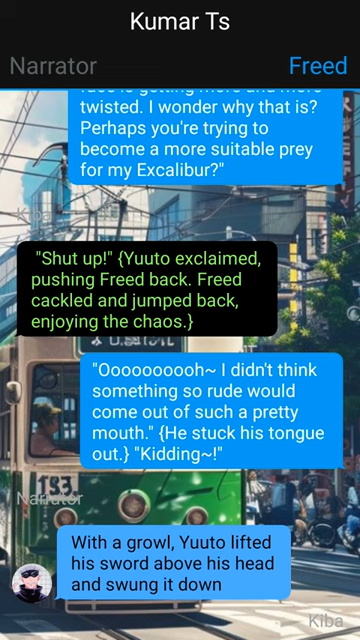 Kumar Ts
Narrator
Freed
twisted. I wonder why that is?
Perhaps you're trying to
become a more suitable prey
for my Excalibur?"
Kiba
"Shut up!" {Yuuto exclaimed,
pushing Freed back. Freed
cackled and jumped back,
enjoying the chaos.}
"Ooooooooooh~ I didn't think
something so rude would
come out of such a pretty
mouth." {He stuck his tongue
out.} "Kidding~!"
193
Narrator
With a growl, Yuuto lifted
his sword above his head
and swung it down
Kiba